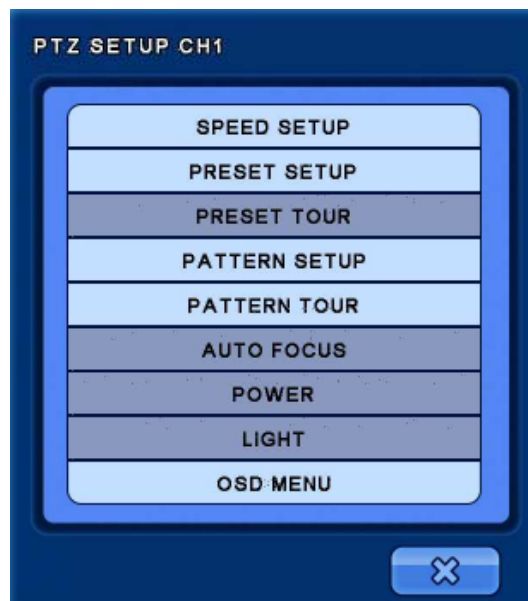 PTZ SETUP CH1
SPEED SETUP
PRESET SETUP
PRESET TOUR
PATTERN SETUP
PATTERN TOUR
AUTO FOCUS
POWER
LIGHT
OSD MENU